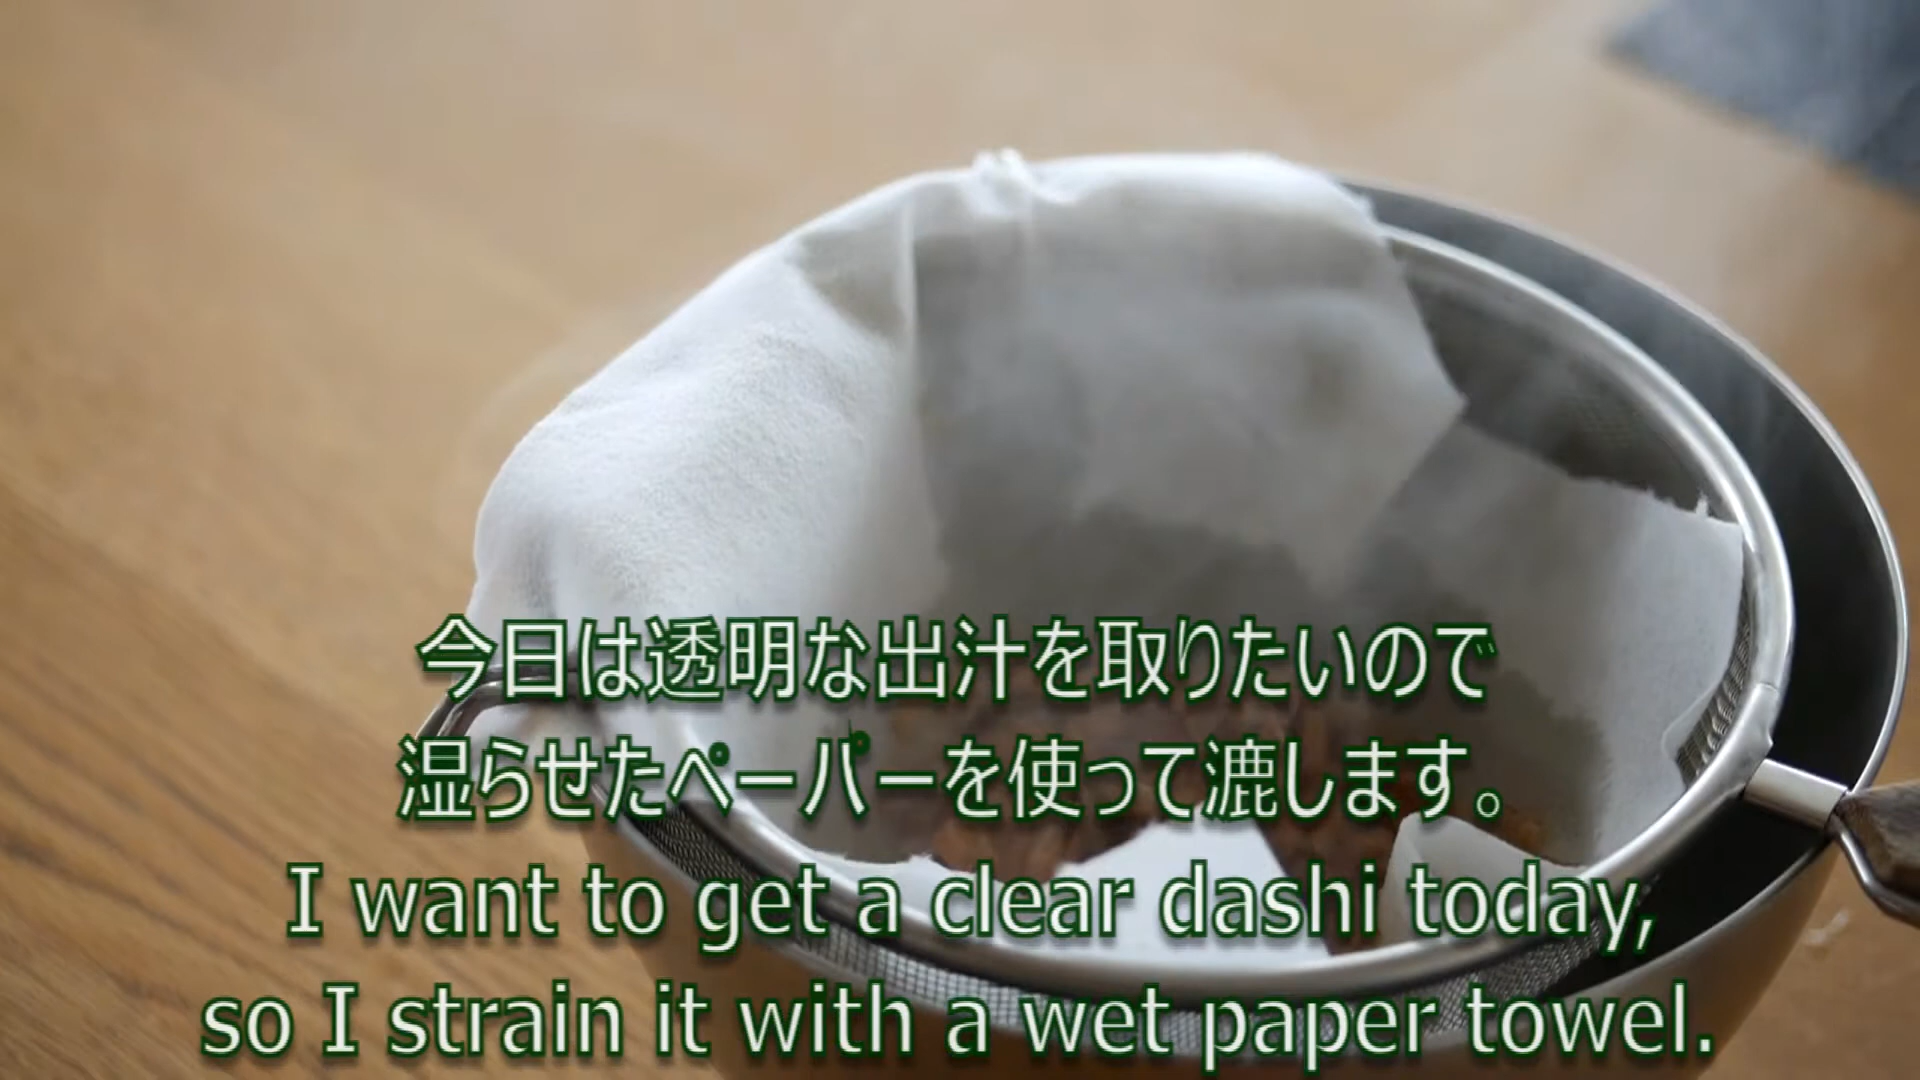 今日は透明な出汁を取りたいので
湿らせたペーパーを使って漉します。
I want to get a clear dashi today,
so I strain it with a wet paper towel.